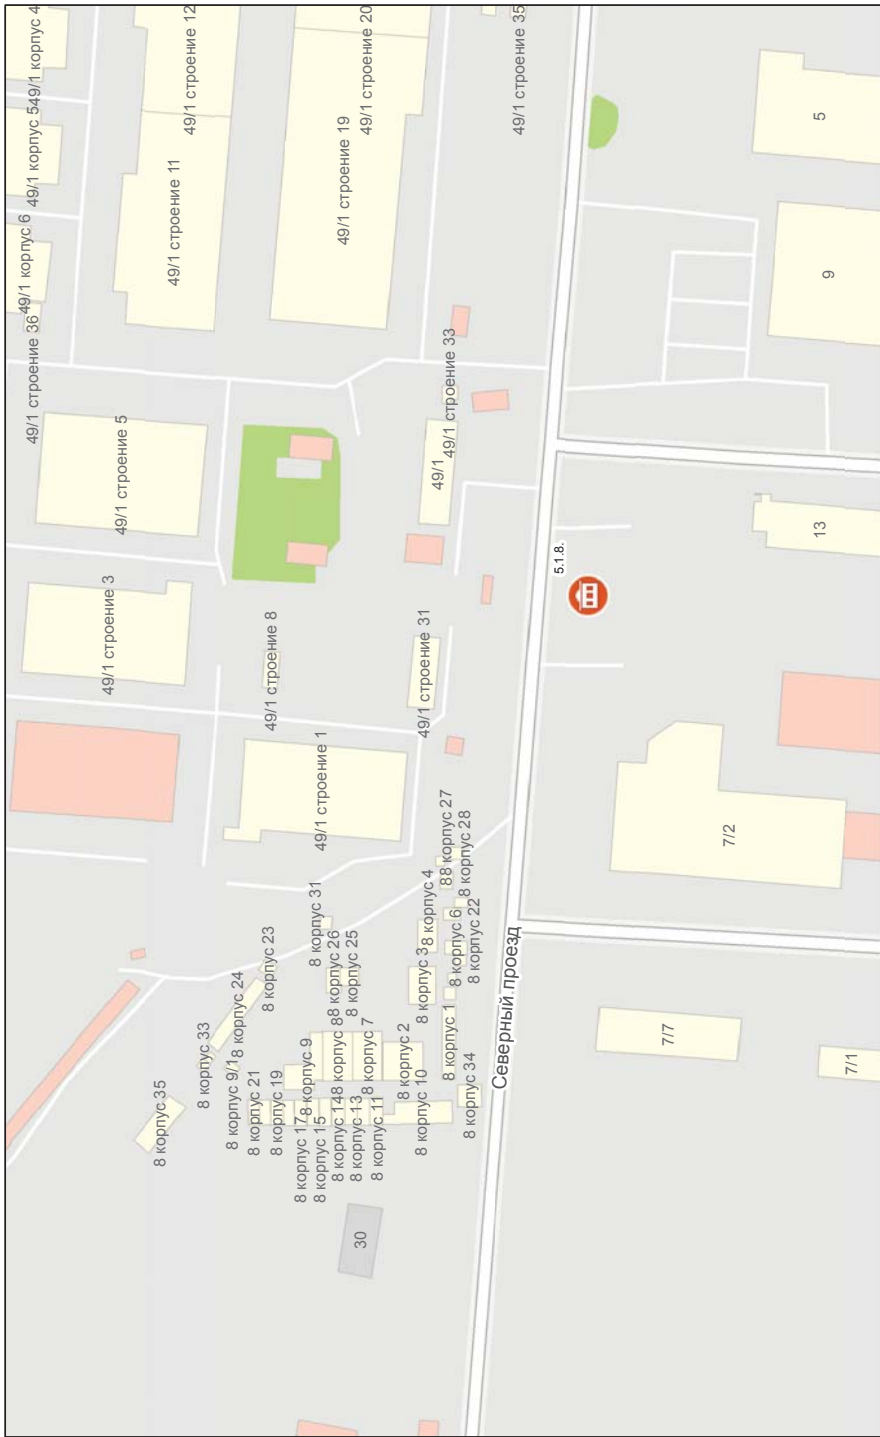 49/1 корпус 4
49/1 строение 12
49/1 строение 20
49/1 строение 35
49/1 корпус 5
49/1 строение 11
49/1 строение 19
5
49/1 корпус 6
49/1 строение 36
9
49/1 строение 33
49/1 строение 5
49/1
13
5.1.8.
49/1 строение 3
49/1 строение 8
49/1 строение 31
49/1 строение 1
7/2
8 корпус 27
8
8 корпус 28
8 корпус 4
8 корпус 31
8 корпус 6
8 корпус 22
8 корпус 23
8 корпус 26
8
8 корпус 25
8 корпус 3
8 корпус 24
8 корпус 1
Северный проезд
7/7
7/1
8 корпус 33
8 корпус 9/1
8 корпус 9
8 корпус 8
8 корпус 7
8 корпус 2
8 корпус 34
8 корпус 35
8 корпус 21
8 корпус 19
8 корпус 17
8 корпус 15
8 корпус 14
8 корпус 13
8 корпус 11
8 корпус 10
30